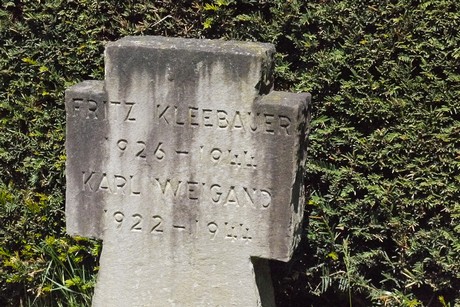 FRITZ KLEEBAUER
1926-1944
KARL WEIGAND
1922-1944